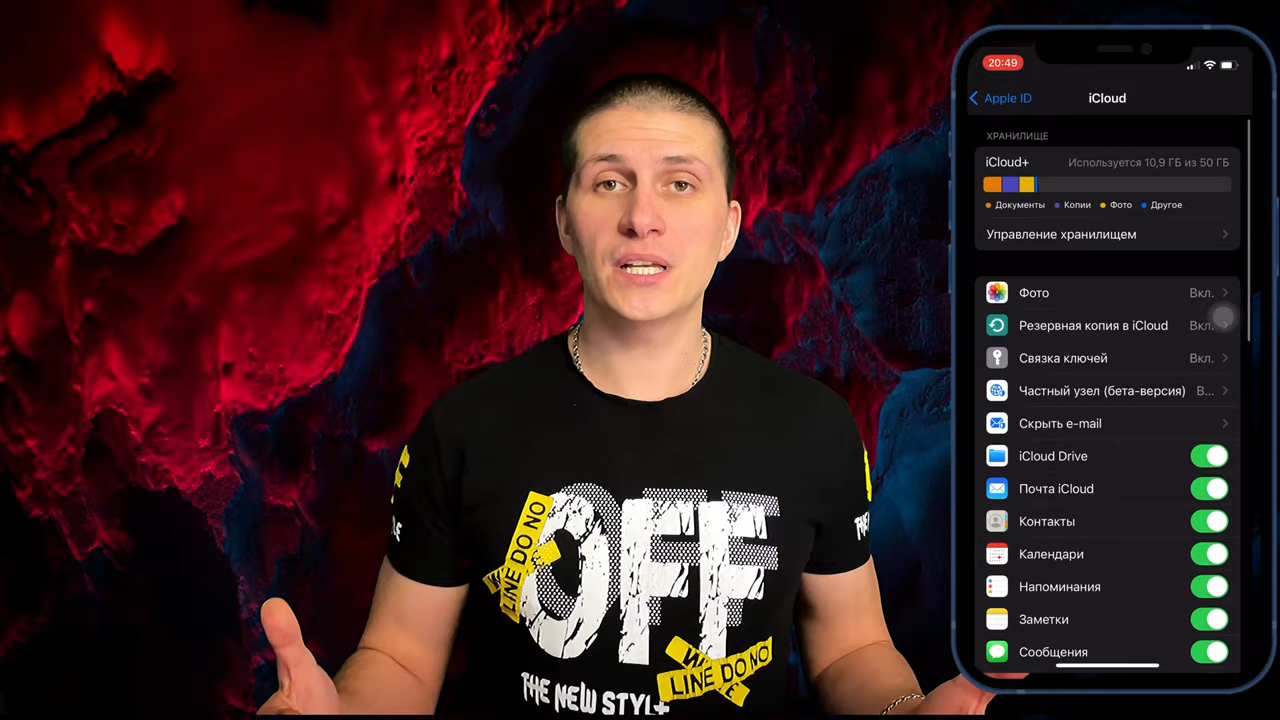 20:49
Apple ID
iCloud
ХРАНИЛИЩЕ
iCloud+
Используется 10,9 ГБ из 50 ГБ
Документы
Копии
Фото
Другое
Управление хранилищем
Фото
Вкл.
Резервная копия в iCloud
Вкл.
Связка ключей
Вкл.
Частный узел (бета-версия)
В...
Скрыть e-mail
iCloud Drive
Почта iCloud
Контакты
Календари
Напоминания
Заметки
Сообщения
LINE DO NO
OFF
LINE DO NO
THE NEW STYL